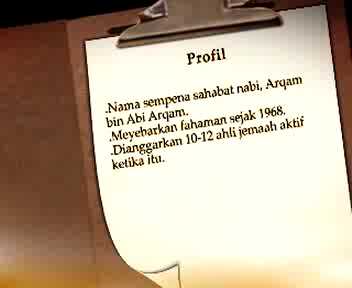 Profil
.Nama sempena sahabat nabi, Arqam
bin Abi Arqam.
.Meyebarkan fahaman sejak 1968.
.Dianggarkan 10-12 ahli jemaah aktif
ketika itu.